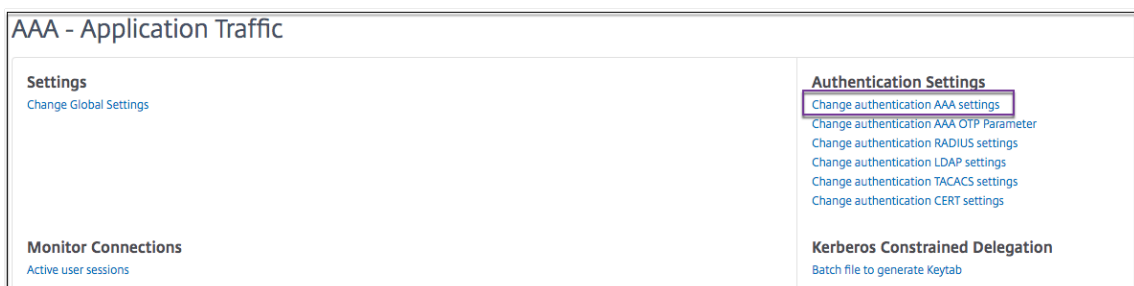 AAA - Application Traffic
Settings
Change Global Settings
Authentication Settings
Change authentication AAA settings
Change authentication AAA OTP Parameter
Change authentication RADIUS settings
Change authentication LDAP settings
Change authentication TACACS settings
Change authentication CERT settings
Monitor Connections
Active user sessions
Kerberos Constrained Delegation
Batch file to generate Keytab